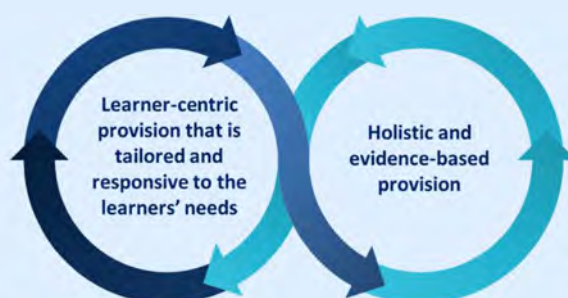 Learner-centric
provision that is
tailored and
responsive to the
learners' needs
Holistic and
evidence-based
provision